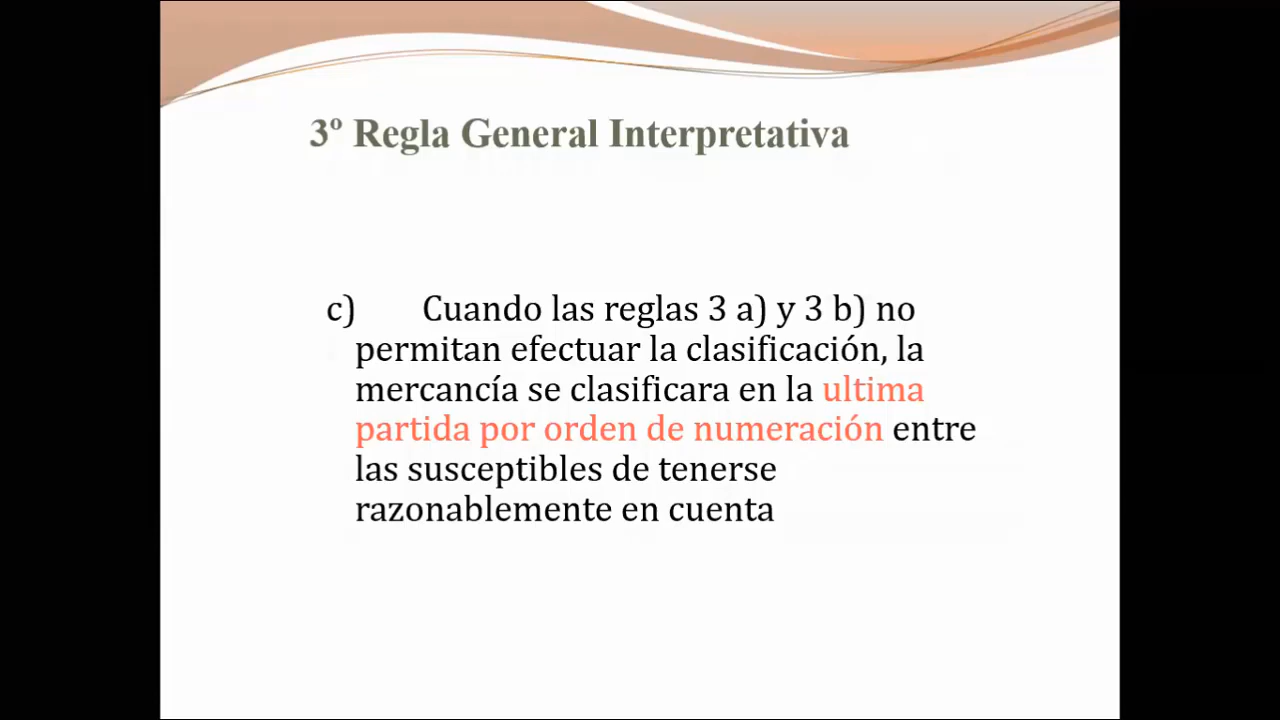 3º Regla General Interpretativa
c) Cuando las reglas 3 a) y 3 b) no
permitan efectuar la clasificación, la
mercancía se clasificara en la ultima
partida por orden de numeración entre
las susceptibles de tenerse
razonablemente en cuenta